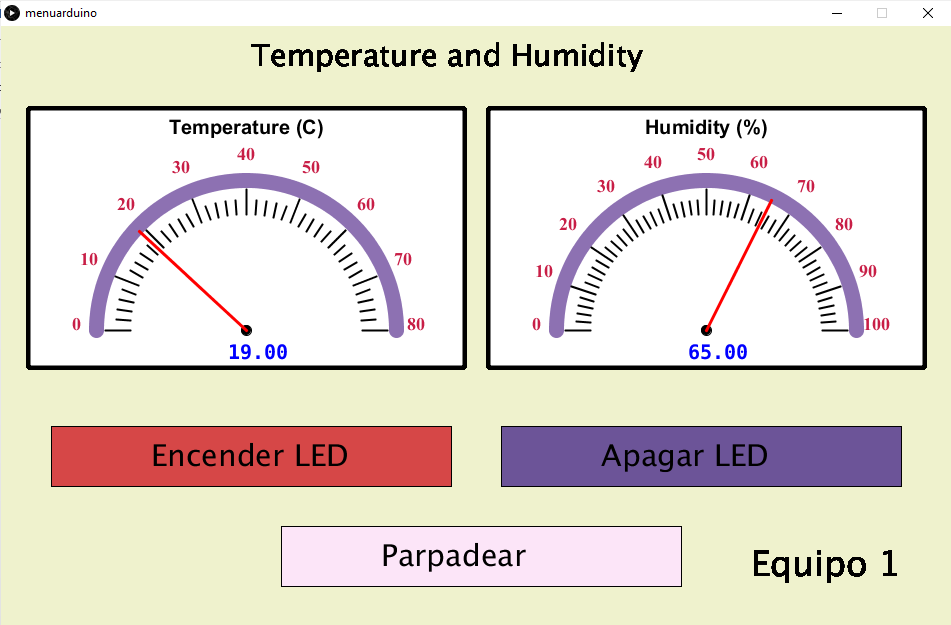 menuarduino
Temperature and Humidity
Temperature (C)
0
10
20
30
40
50
60
70
80
19.00
Humidity (%)
0
10
20
30
40
50
60
70
80
90
100
65.00
Encender LED
Apagar LED
Parpadear
Equipo 1